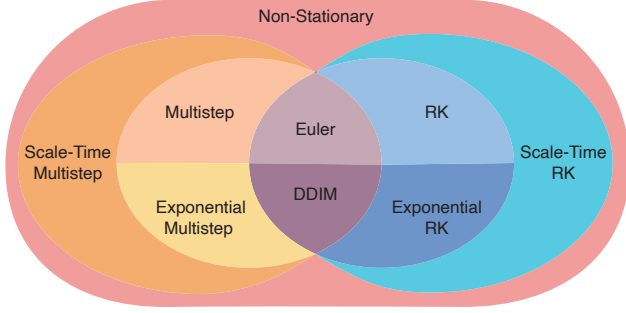 Non-Stationary
Multistep
Euler
RK
Scale-Time
Multistep
Scale-Time
RK
DDIM
Exponential
Multistep
Exponential
RK